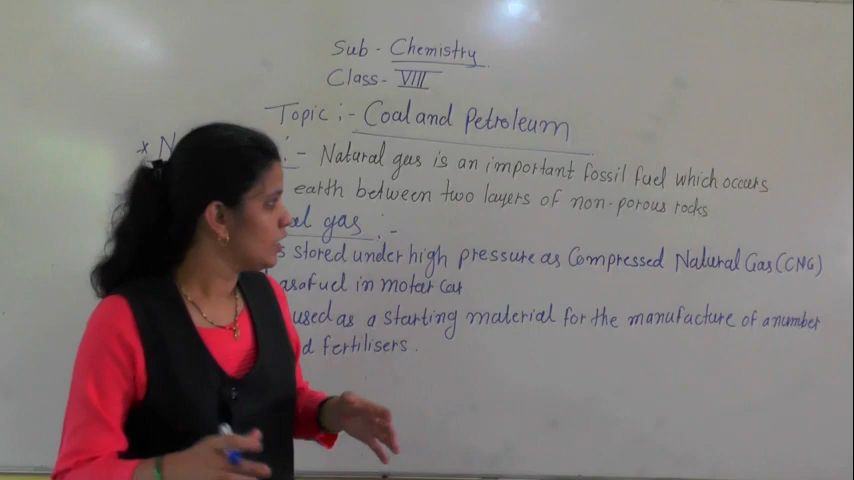 Sub - Chemistry
Class - VIII
Topic :- Coal and Petroleum
* N :- Natural gas is an important fossil fuel which occurs
earth between two layers of non-porous rocks
gas :-
stored under high pressure as Compressed Natural Gas (CNG)
as a fuel in motar car
used as a starting material for the manufacture of a number
fertilisers.